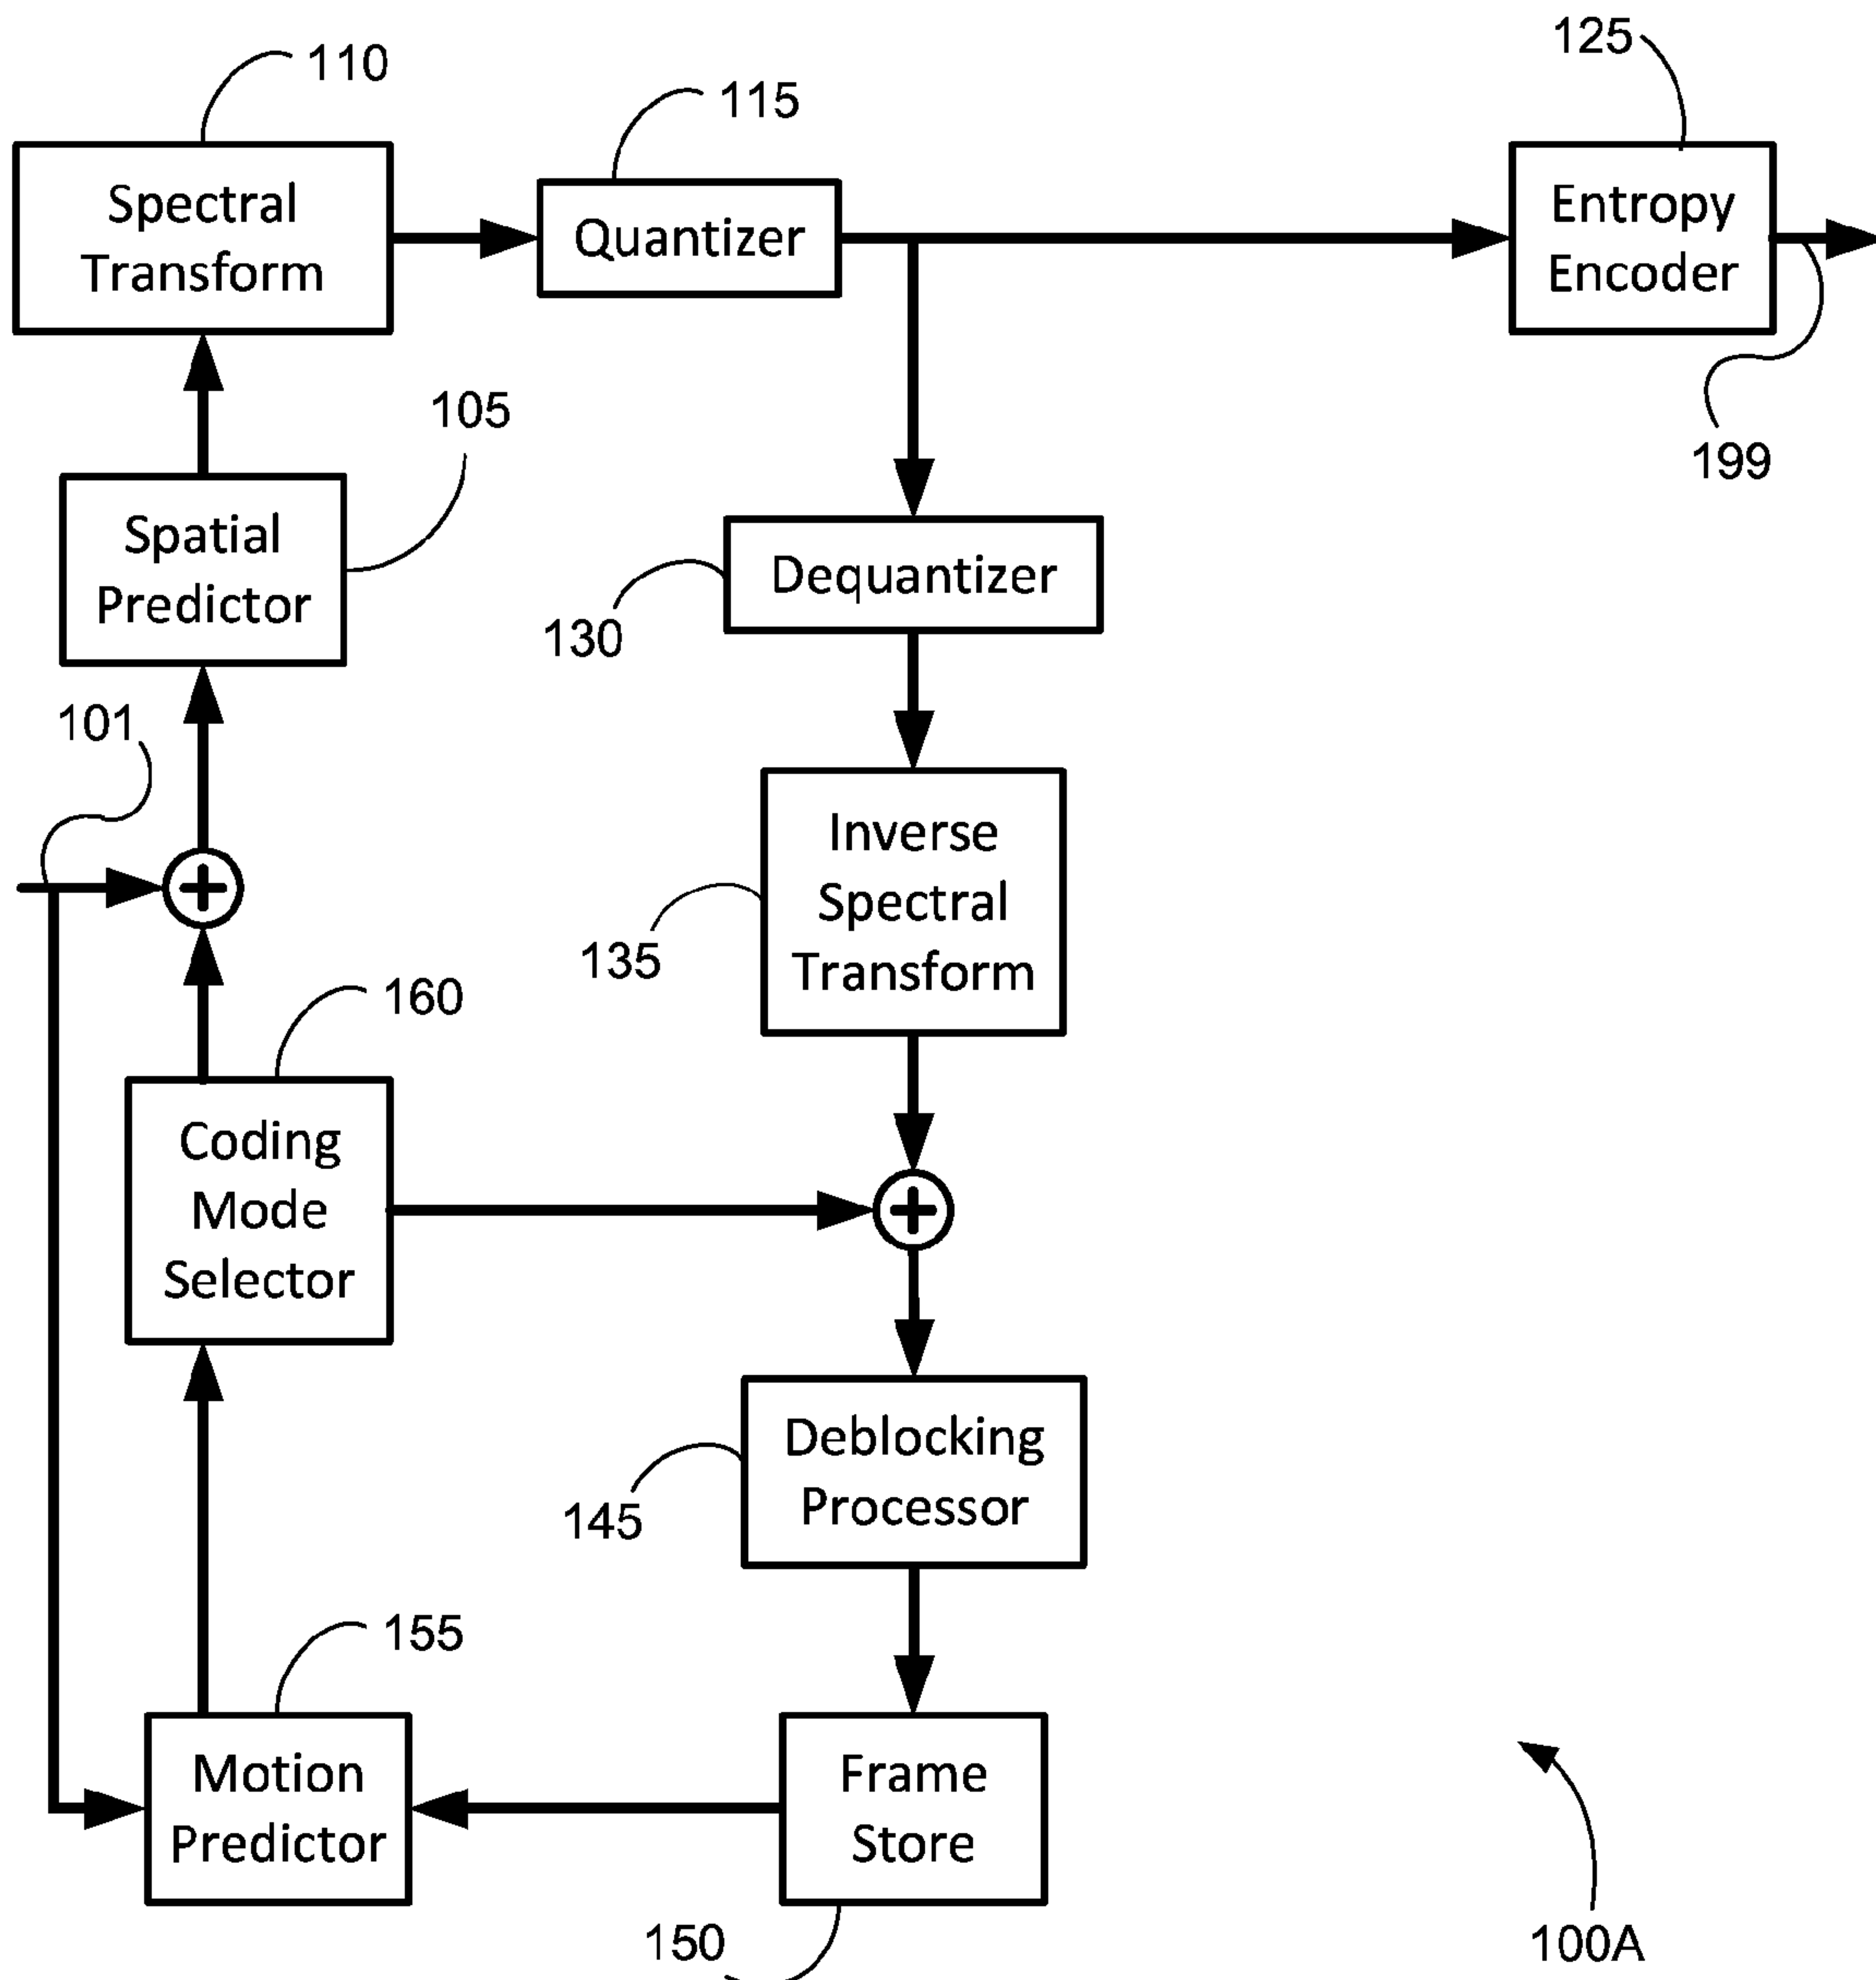 125
110
115
Spectral
Transform
Quantizer
Entropy
Encoder
105
199
Spatial
Predictor
Dequantizer
130
101
Inverse
Spectral
Transform
135
160
Coding
Mode
Selector
Deblocking
Processor
145
155
Motion
Predictor
Frame
Store
150
100A